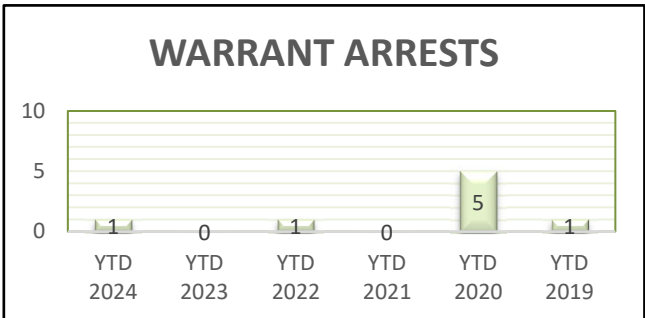 WARRANT ARRESTS
10
5
0
1 0 1 0 5 1
YTD YTD YTD YTD YTD YTD
2024 2023 2022 2021 2020 2019